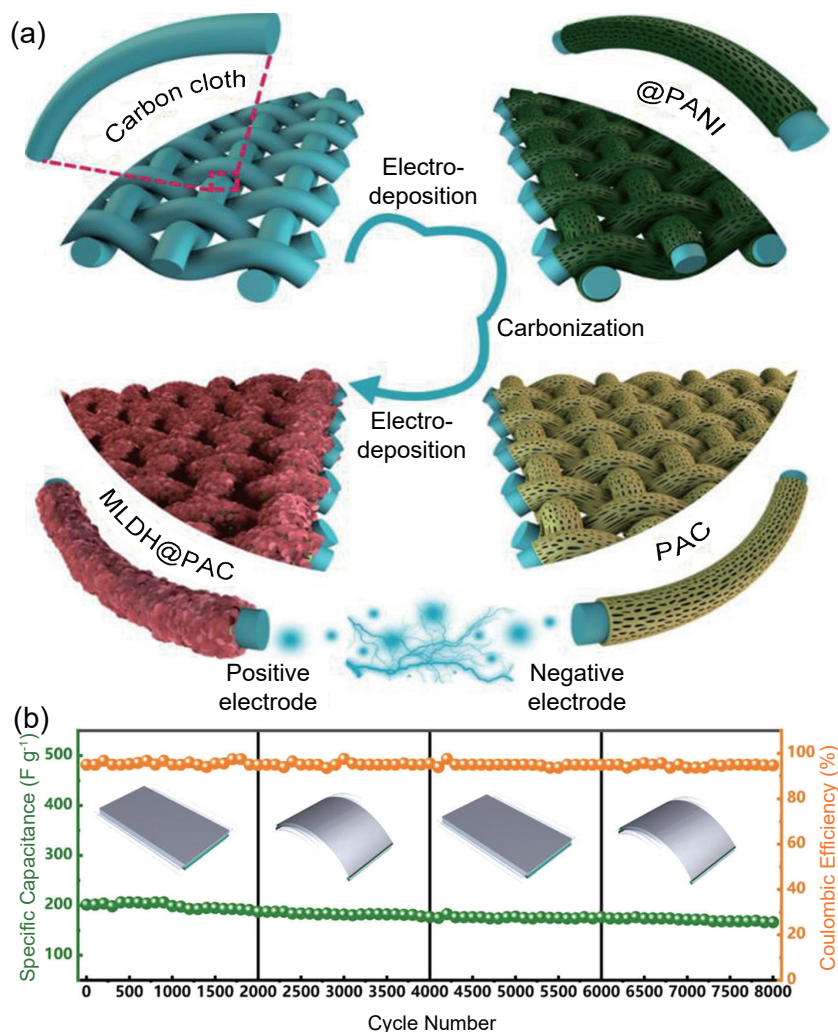 (a)
Carbon cloth
@PANI
Electro-
deposition
Carbonization
Electro-
deposition
MLDH@PAC
PAC
Positive
electrode
Negative
electrode
(b)
Specific Capacitance (F g⁻¹)
500
400
300
200
100
100
80
60
40
20
0
Coulombic Efficiency (%)
0 500 1000 1500 2000 2500 3000 3500 4000 4500 5000 5500 6000 6500 7000 7500 8000
Cycle Number